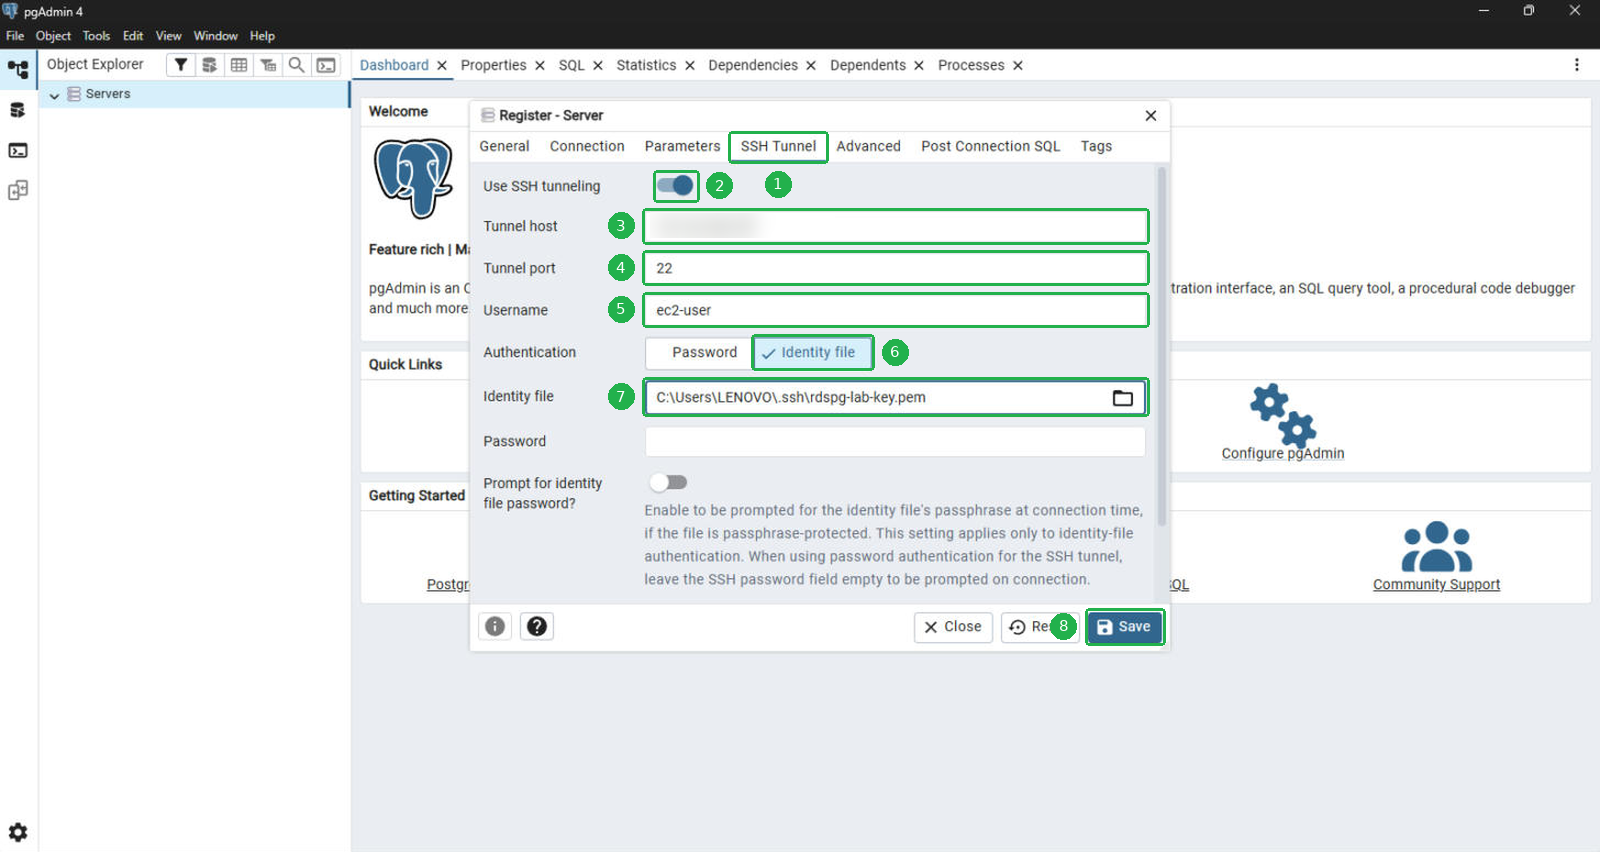 pgAdmin 4
File Object Tools Edit View Window Help
Object Explorer
Dashboard Properties SQL Statistics Dependencies Dependents Processes
Servers
Welcome
Register - Server
General Connection Parameters SSH Tunnel Advanced Post Connection SQL Tags
Use SSH tunneling 2 1
Tunnel host 3
Feature rich
Tunnel port 4 22
pgAdmin is an
tration interface, an SQL query tool, a procedural code debugger
and much more
Username 5 ec2-user
Authentication Password Identity file 6
Quick Links
Identity file 7 C:\Users\LENOVO\.ssh\rdspg-lab-key.pem
Password
Configure pgAdmin
Prompt for identity
file password?
Getting Started
Enable to be prompted for the identity file's passphrase at connection time,
if the file is passphrase-protected. This setting applies only to identity-file
authentication. When using password authentication for the SSH tunnel,
leave the SSH password field empty to be prompted on connection.
Postgr
QL
Community Support
Close Re 8 Save